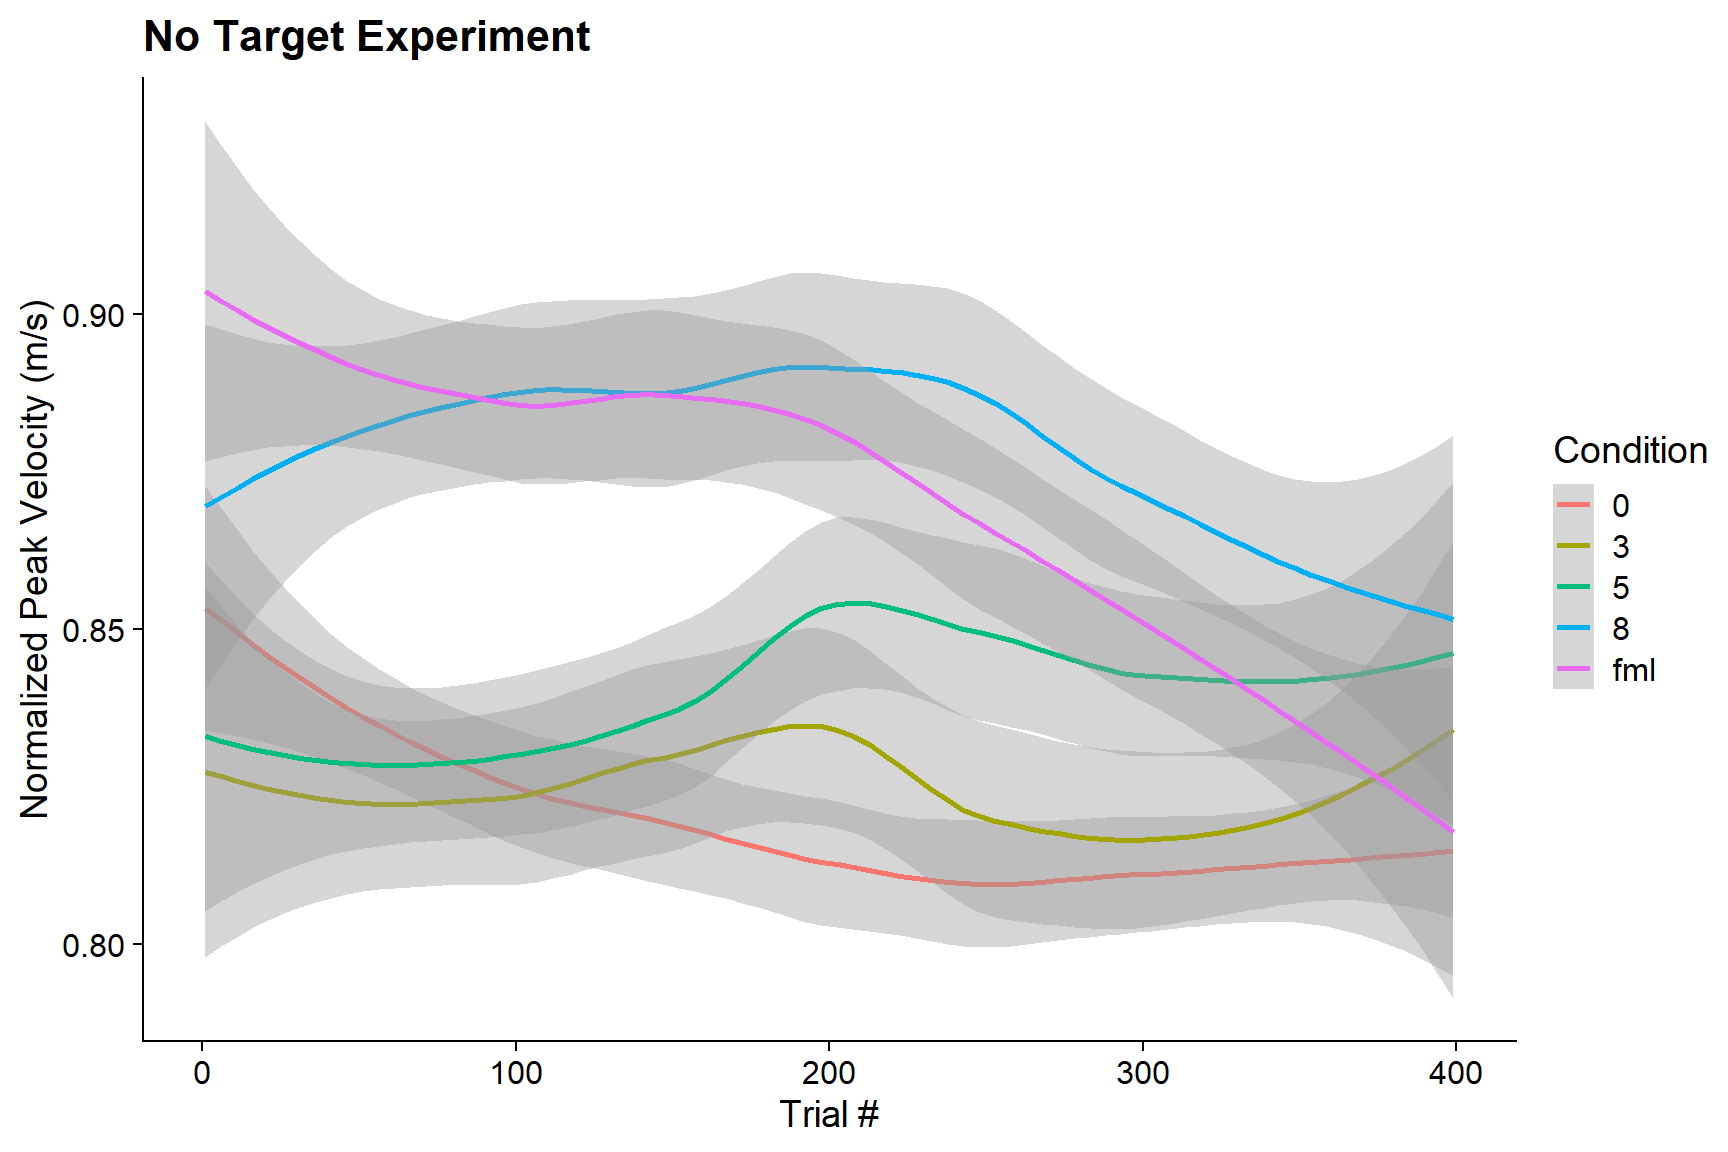 No Target Experiment
Normalized Peak Velocity (m/s)
0.90
0.85
0.80
0 100 200 300 400
Trial #
Condition
0
3
5
8
fml